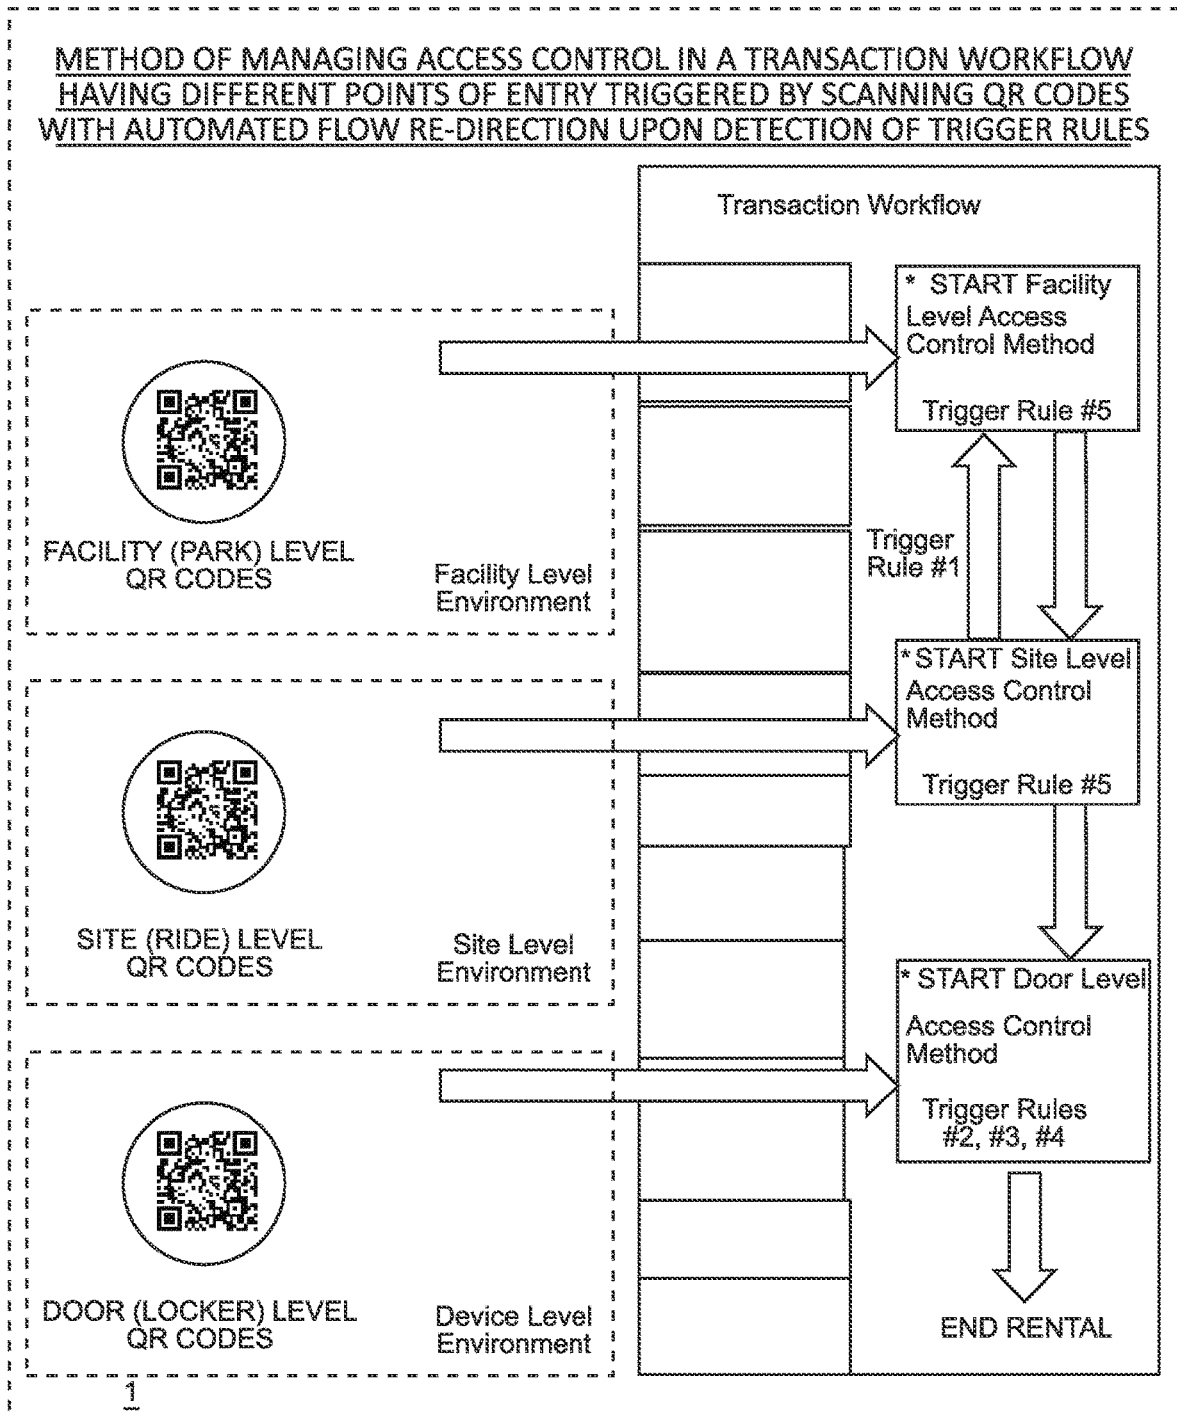 METHOD OF MANAGING ACCESS CONTROL IN A TRANSACTION WORKFLOW
HAVING DIFFERENT POINTS OF ENTRY TRIGGERED BY SCANNING QR CODES
WITH AUTOMATED FLOW RE-DIRECTION UPON DETECTION OF TRIGGER RULES
Transaction Workflow
* START Facility
Level Access
Control Method
Trigger Rule #5
FACILITY (PARK) LEVEL
QR CODES
Facility Level
Environment
Trigger
Rule #1
* START Site Level
Access Control
Method
Trigger Rule #5
SITE (RIDE) LEVEL
QR CODES
Site Level
Environment
* START Door Level
Access Control
Method
Trigger Rules
#2, #3, #4
DOOR (LOCKER) LEVEL
QR CODES
Device Level
Environment
END RENTAL
1